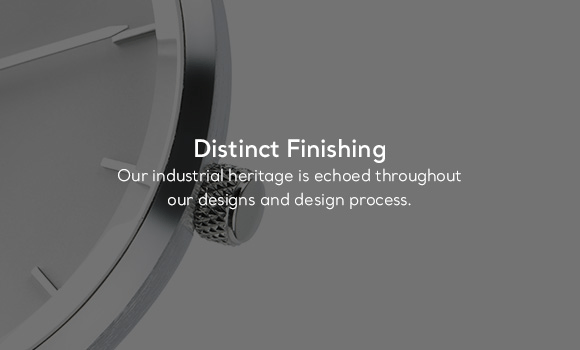 Distinct Finishing
Our industrial heritage is echoed throughout
our designs and design process.